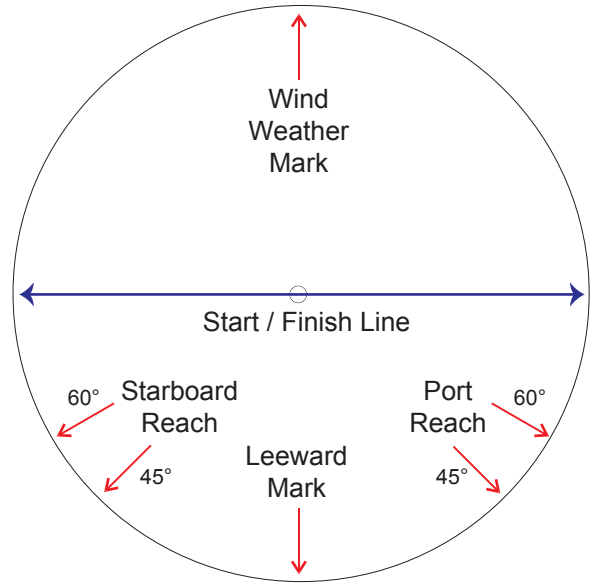 Wind
Weather
Mark
Start / Finish Line
60°
Starboard
Reach
45°
Port
Reach
60°
45°
Leeward
Mark